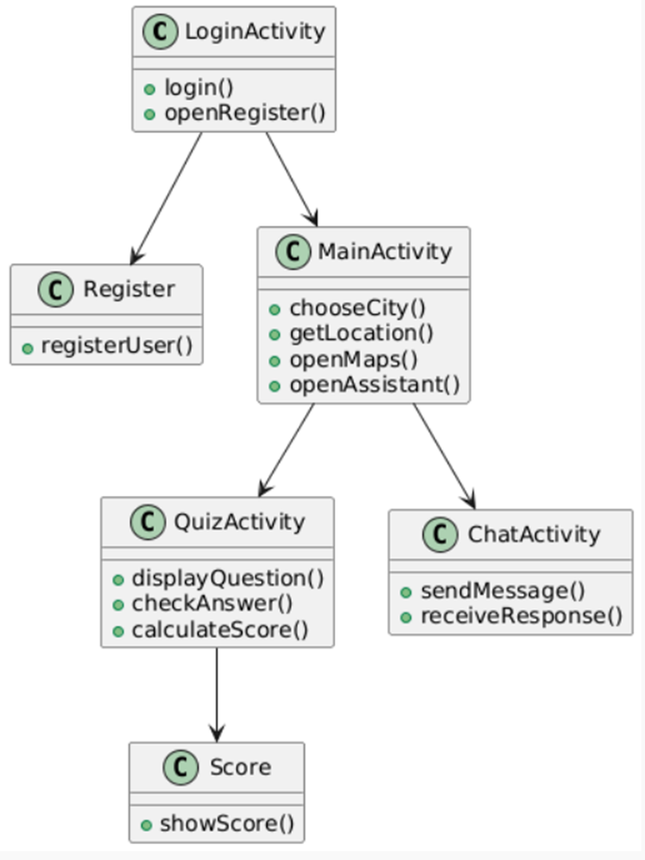 C LoginActivity
login()
openRegister()
C Register
registerUser()
C MainActivity
chooseCity()
getLocation()
openMaps()
openAssistant()
C QuizActivity
displayQuestion()
checkAnswer()
calculateScore()
C ChatActivity
sendMessage()
receiveResponse()
C Score
showScore()